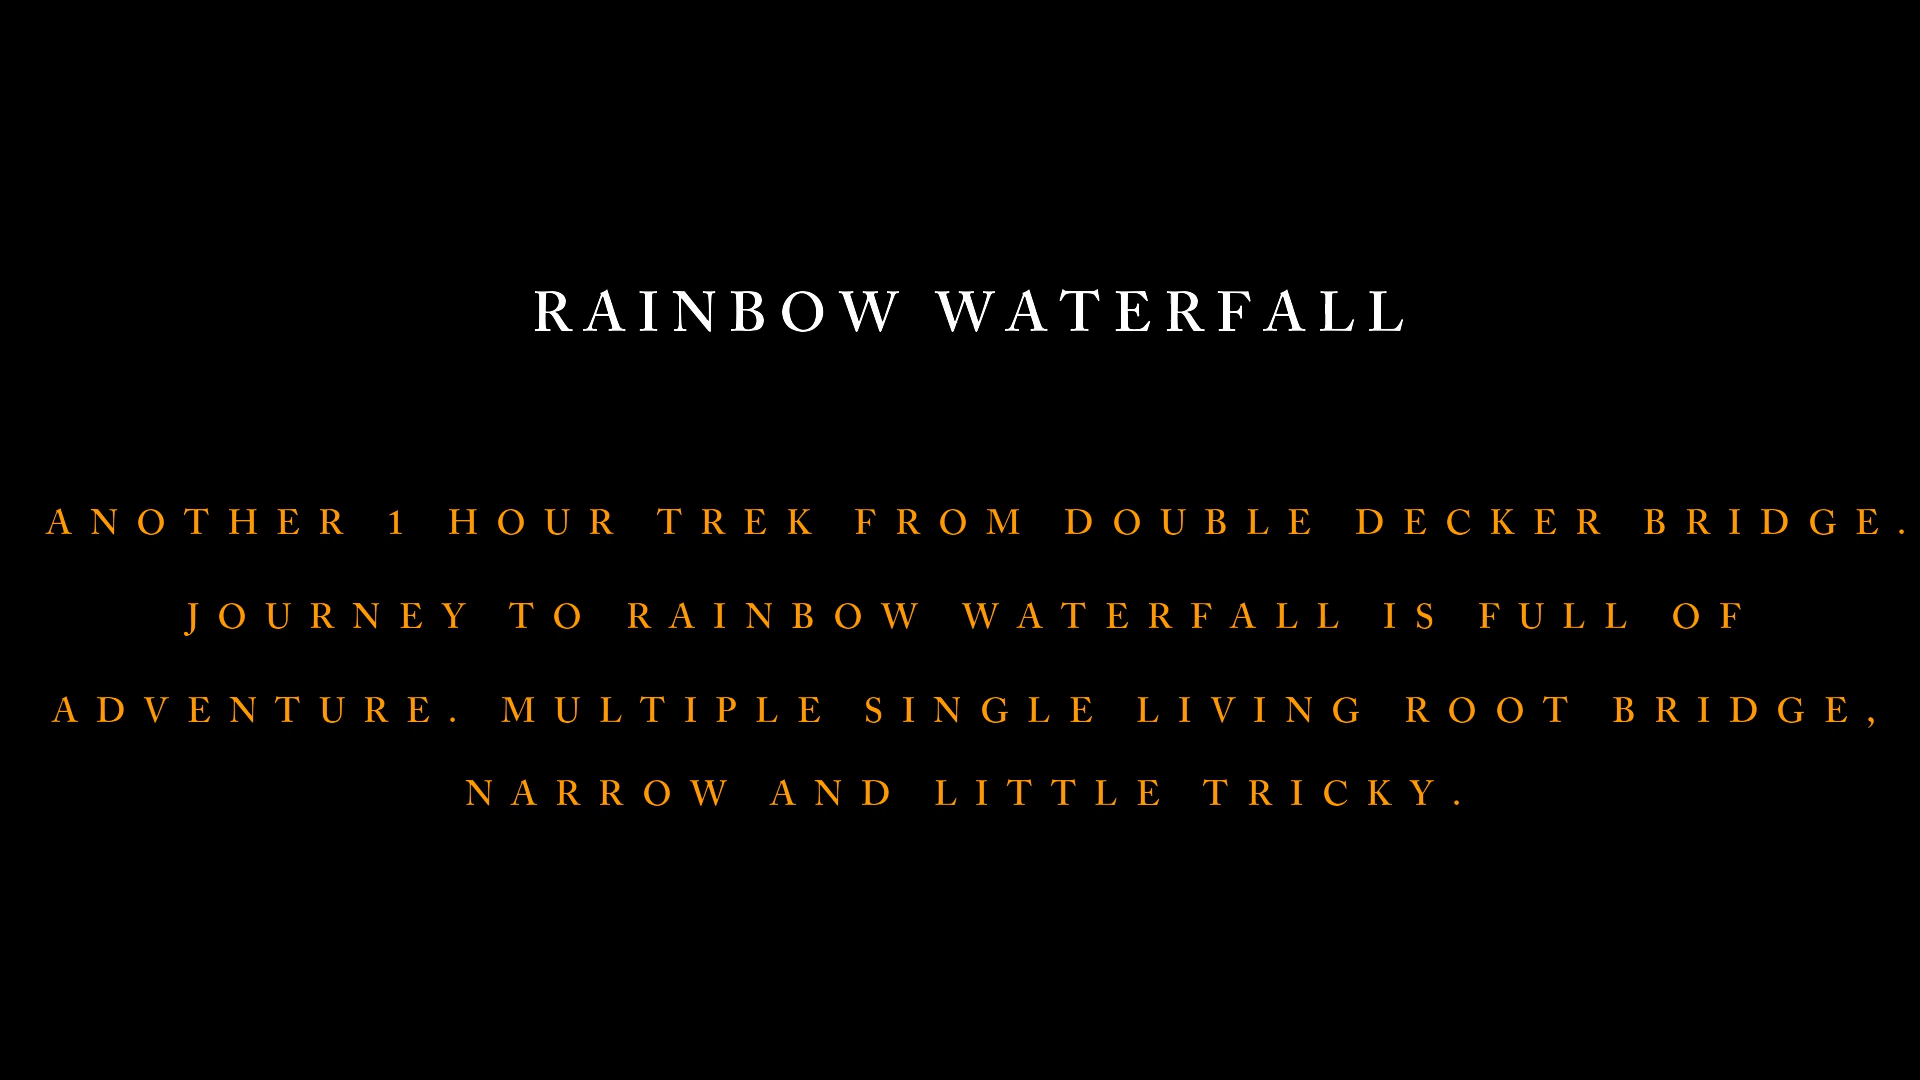 RAINBOW WATERFALL
ANOTHER 1 HOUR TREK FROM DOUBLE DECKER BRIDGE.
JOURNEY TO RAINBOW WATERFALL IS FULL OF
ADVENTURE. MULTIPLE SINGLE LIVING ROOT BRIDGE,
NARROW AND LITTLE TRICKY.